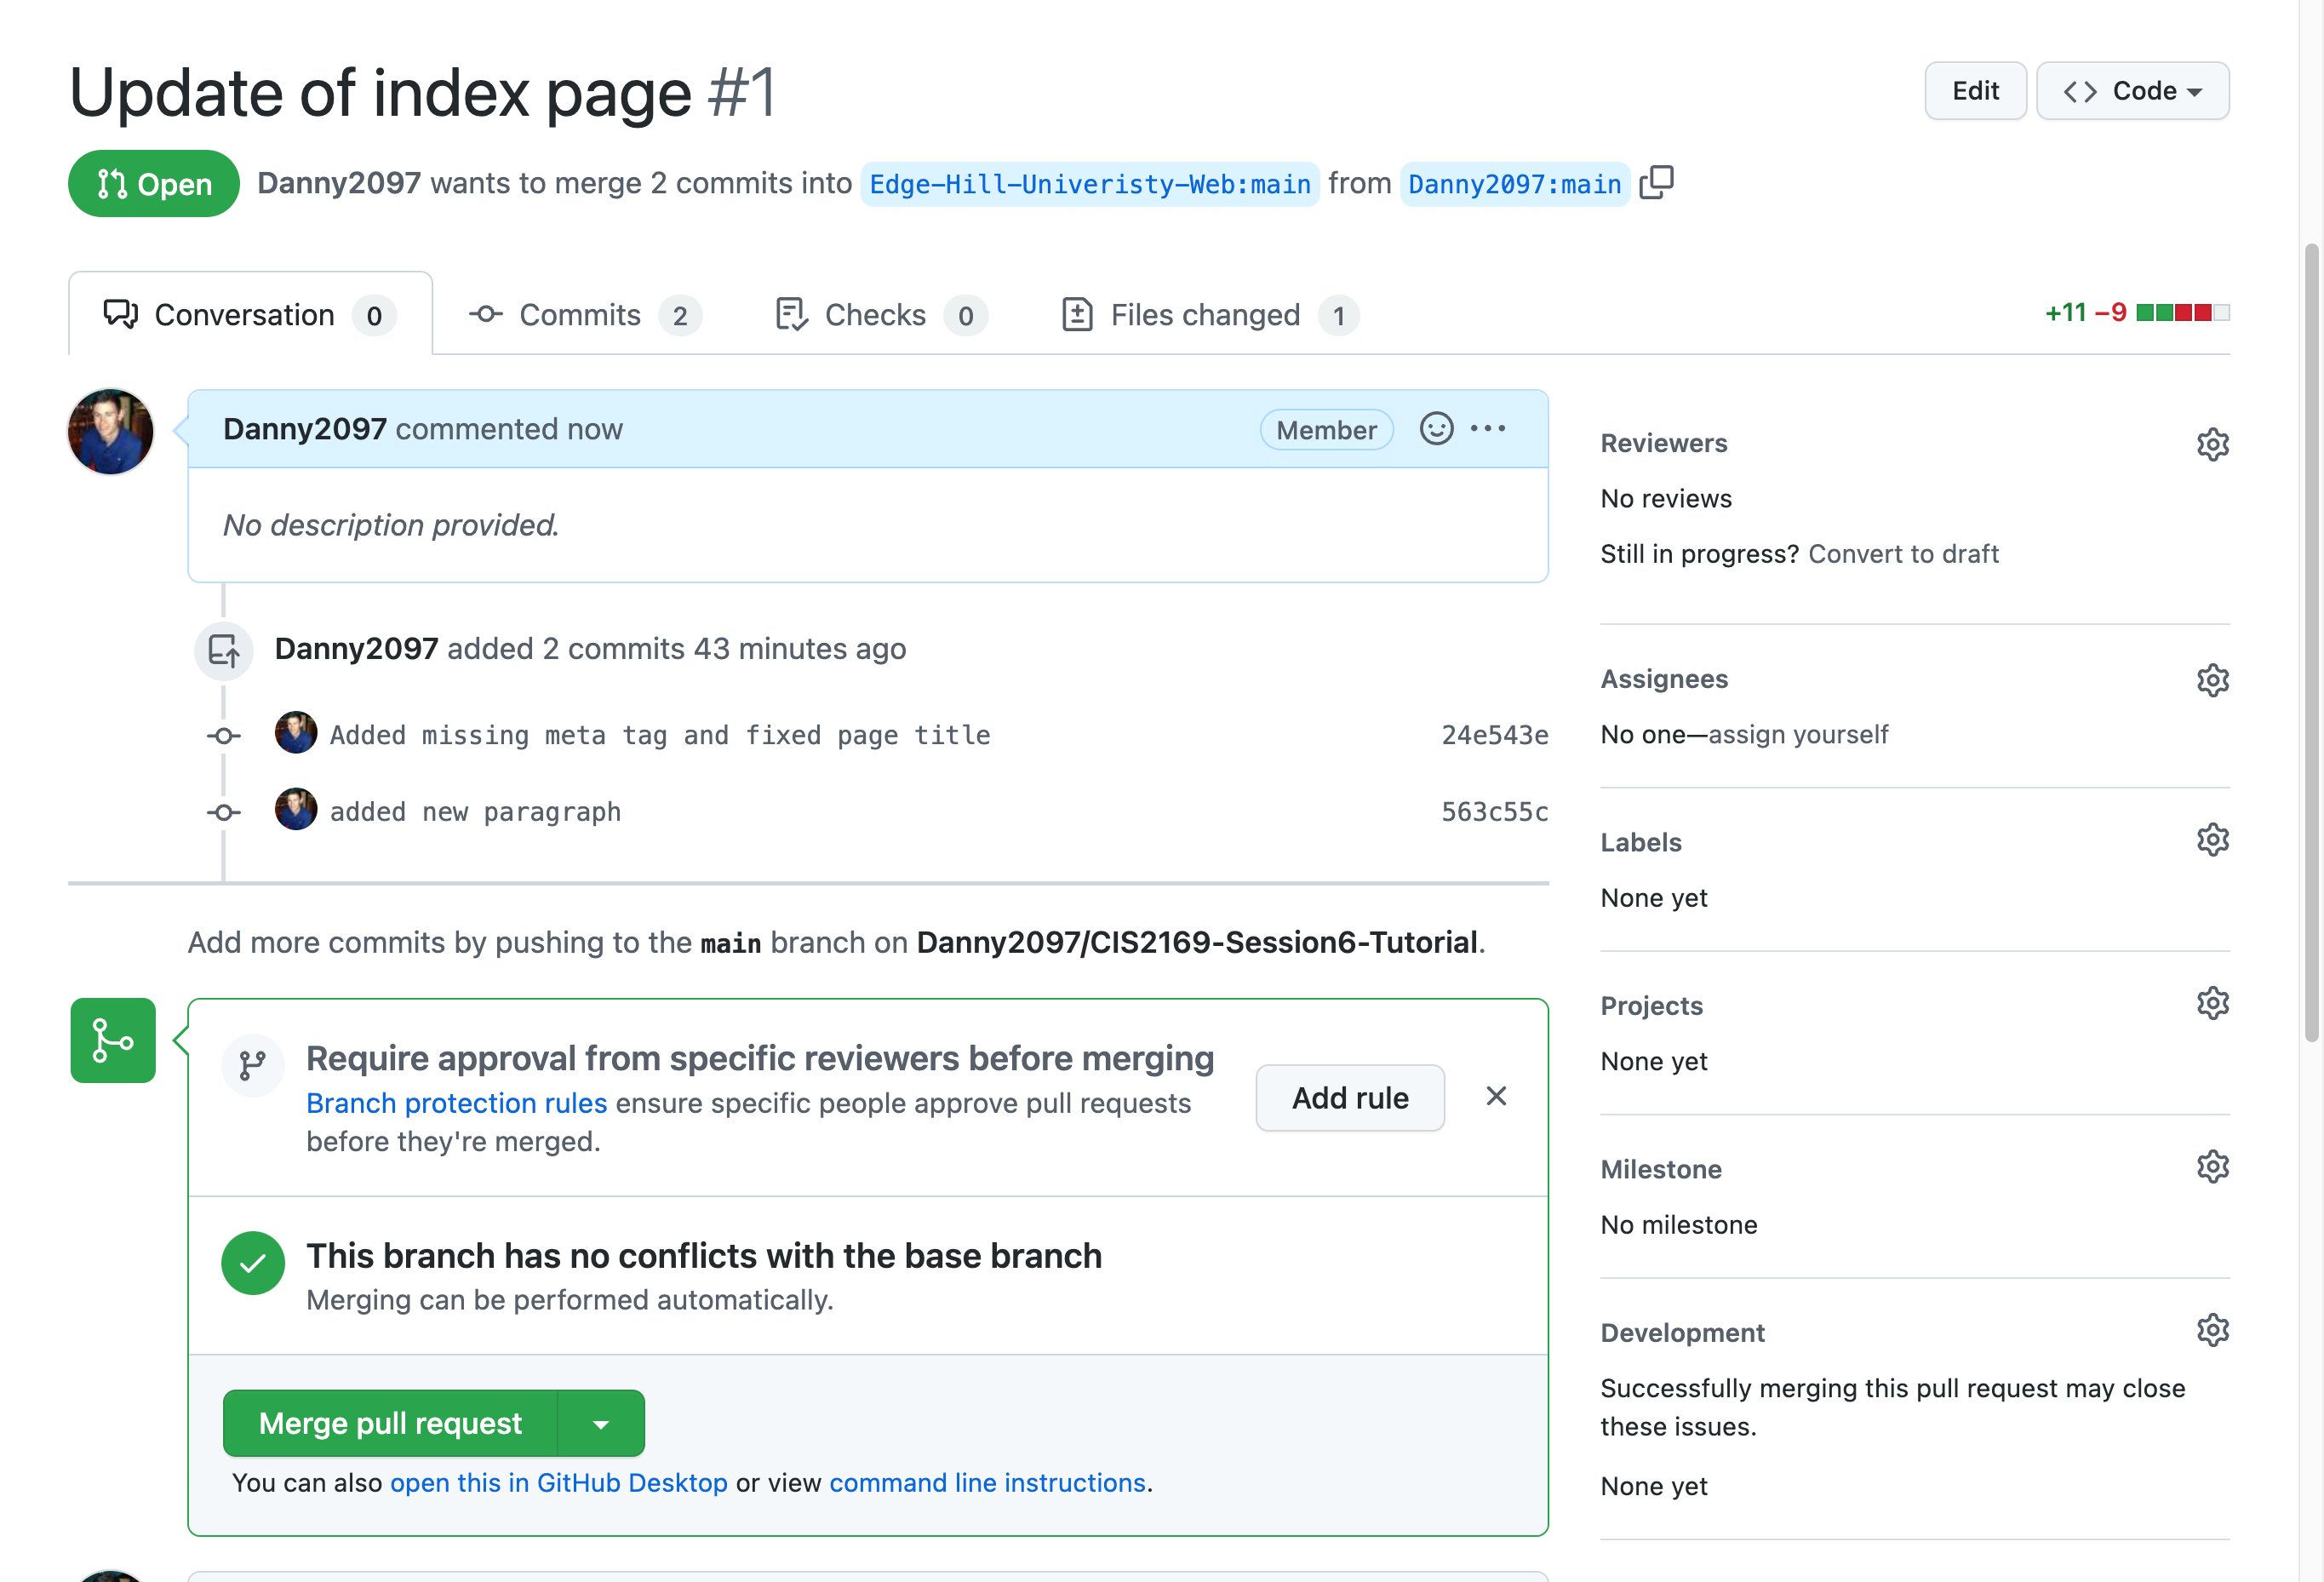 Update of index page #1
Edit
Code
Open
Danny2097 wants to merge 2 commits into Edge-Hill-Univeristy-Web:main from Danny2097:main
Conversation 0
Commits 2
Checks 0
Files changed 1
+11 −9
Danny2097 commented now
Member
No description provided.
Danny2097 added 2 commits 43 minutes ago
Added missing meta tag and fixed page title 24e543e
added new paragraph 563c55c
Add more commits by pushing to the main branch on Danny2097/CIS2169-Session6-Tutorial.
Require approval from specific reviewers before merging
Branch protection rules ensure specific people approve pull requests
before they're merged.
Add rule
This branch has no conflicts with the base branch
Merging can be performed automatically.
Merge pull request
You can also open this in GitHub Desktop or view command line instructions.
Reviewers
No reviews
Still in progress? Convert to draft
Assignees
No one—assign yourself
Labels
None yet
Projects
None yet
Milestone
No milestone
Development
Successfully merging this pull request may close
these issues.
None yet